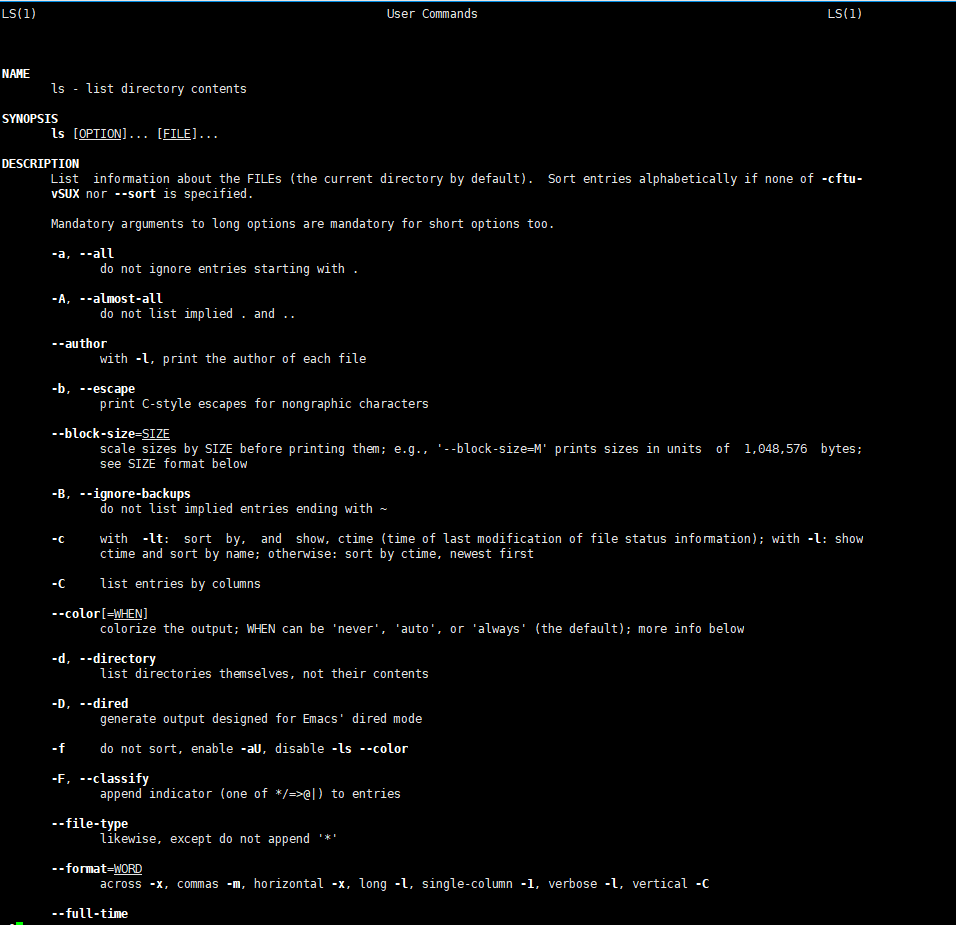 LS(1) User Commands LS(1)
NAME
ls - list directory contents
SYNOPSIS
ls [OPTION]... [FILE]...
DESCRIPTION
List  information about the FILEs (the current directory by default).  Sort entries alphabetically if none of -cftu-
vSUX nor --sort is specified.
Mandatory arguments to long options are mandatory for short options too.
-a, --all
do not ignore entries starting with .
-A, --almost-all
do not list implied . and ..
--author
with -l, print the author of each file
-b, --escape
print C-style escapes for nongraphic characters
--block-size=SIZE
scale sizes by SIZE before printing them; e.g., '--block-size=M' prints sizes in units  of  1,048,576  bytes;
see SIZE format below
-B, --ignore-backups
do not list implied entries ending with ~
-c     with  -lt:  sort  by,  and  show, ctime (time of last modification of file status information); with -l: show
ctime and sort by name; otherwise: sort by ctime, newest first
-C     list entries by columns
--color[=WHEN]
colorize the output; WHEN can be 'never', 'auto', or 'always' (the default); more info below
-d, --directory
list directories themselves, not their contents
-D, --dired
generate output designed for Emacs' dired mode
-f     do not sort, enable -aU, disable -ls --color
-F, --classify
append indicator (one of */=>@|) to entries
--file-type
likewise, except do not append '*'
--format=WORD
across -x, commas -m, horizontal -x, long -l, single-column -1, verbose -l, vertical -C
--full-time